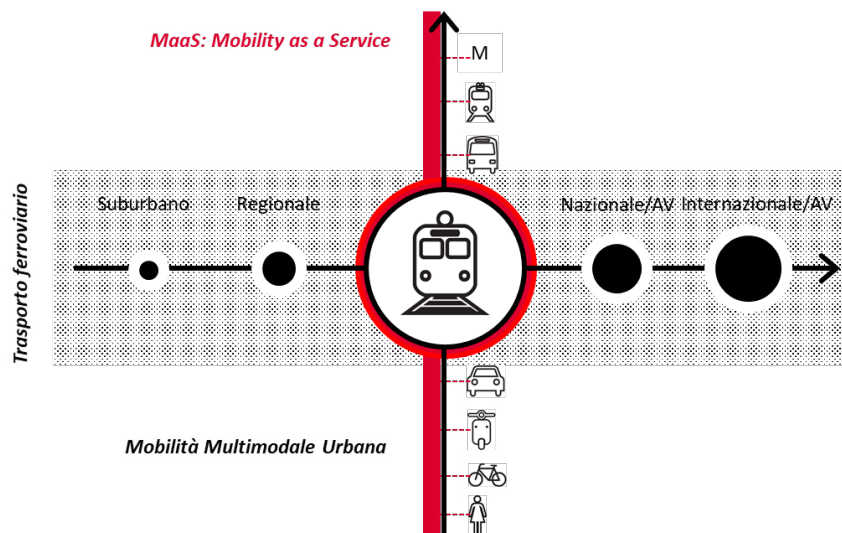 MaaS: Mobility as a Service
M
Trasporto ferroviario
Suburbano
Regionale
Nazionale/AV
Internazionale/AV
Mobilità Multimodale Urbana